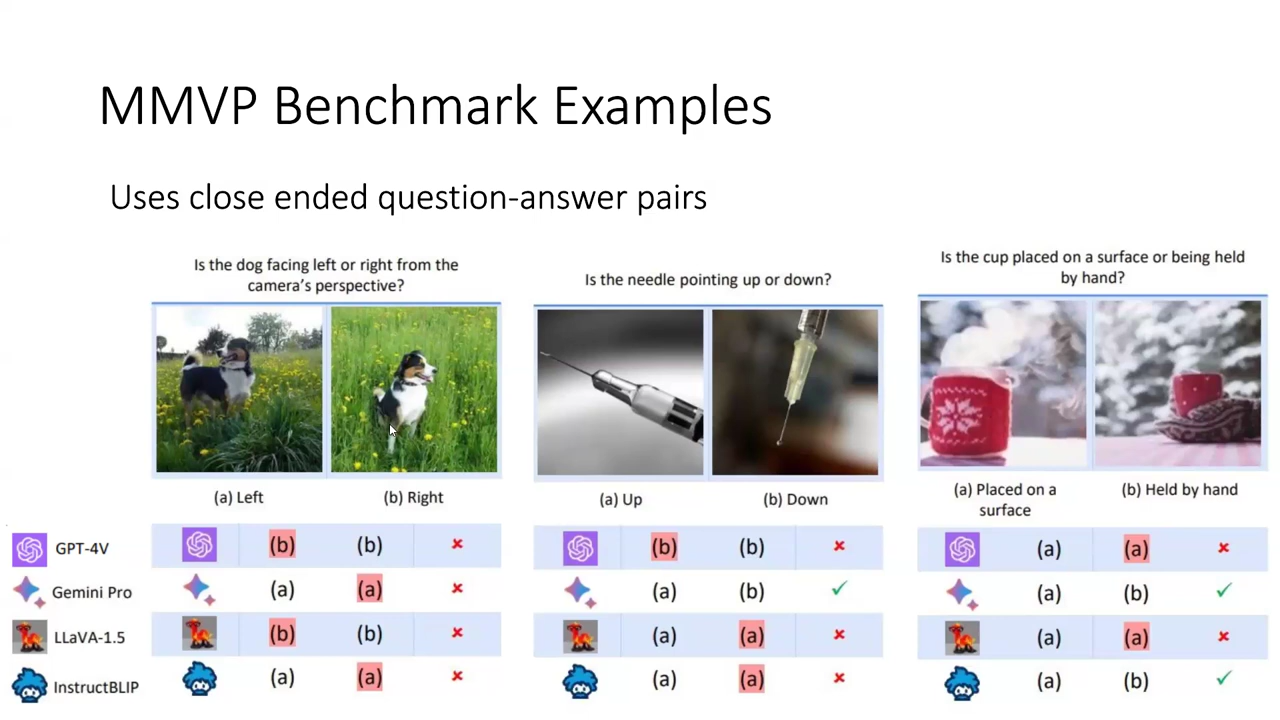 MMVP Benchmark Examples
Uses close ended question-answer pairs
Is the dog facing left or right from the
camera's perspective?
(a) Left
(b) Right
Is the needle pointing up or down?
(a) Up
(b) Down
Is the cup placed on a surface or being held
by hand?
(a) Placed on a
surface
(b) Held by hand
GPT-4V
(b)
(b)
✗
(b)
(b)
✗
(a)
(a)
✗
Gemini Pro
(a)
(a)
✗
(a)
(b)
✓
(a)
(b)
✓
LLaVA-1.5
(b)
(b)
✗
(a)
(a)
✗
(a)
(a)
✗
InstructBLIP
(a)
(a)
✗
(a)
(a)
✗
(a)
(b)
✓